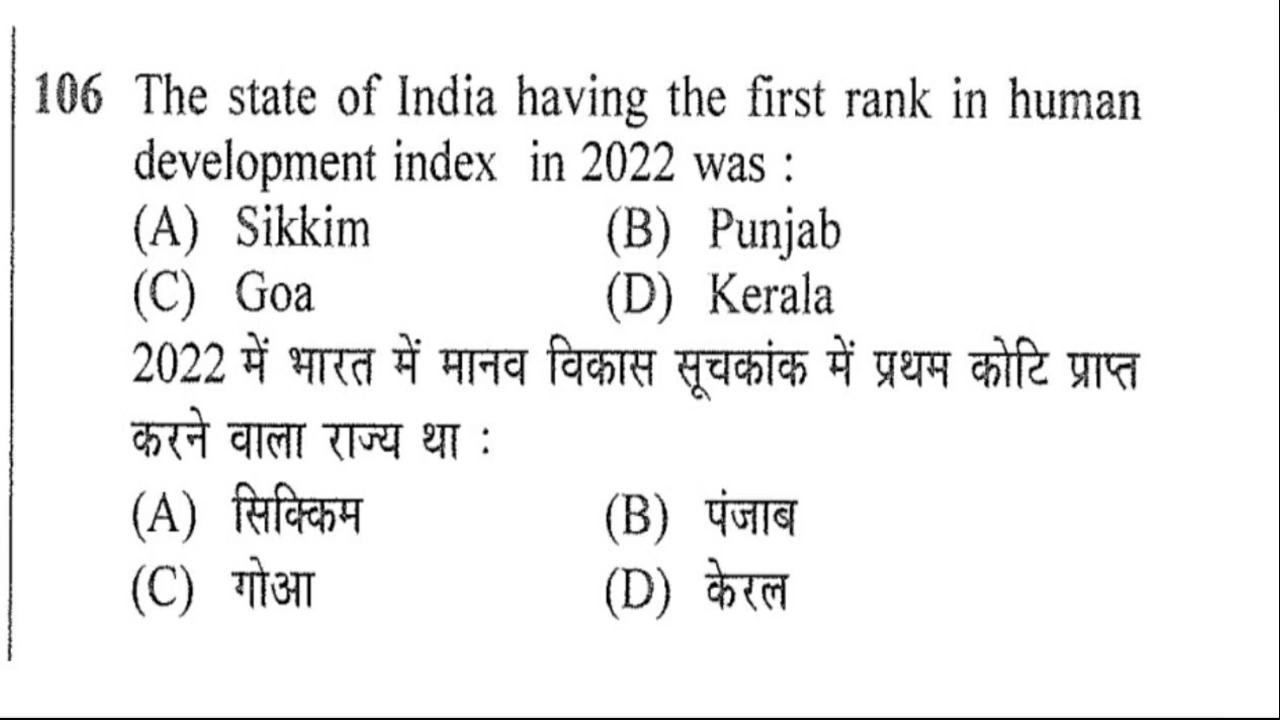 106 The state of India having the first rank in human
development index in 2022 was :
(A) Sikkim (B) Punjab
(C) Goa (D) Kerala
2022 में भारत में मानव विकास सूचकांक में प्रथम कोटि प्राप्त
करने वाला राज्य था :
(A) सिक्किम (B) पंजाब
(C) गोआ (D) केरल